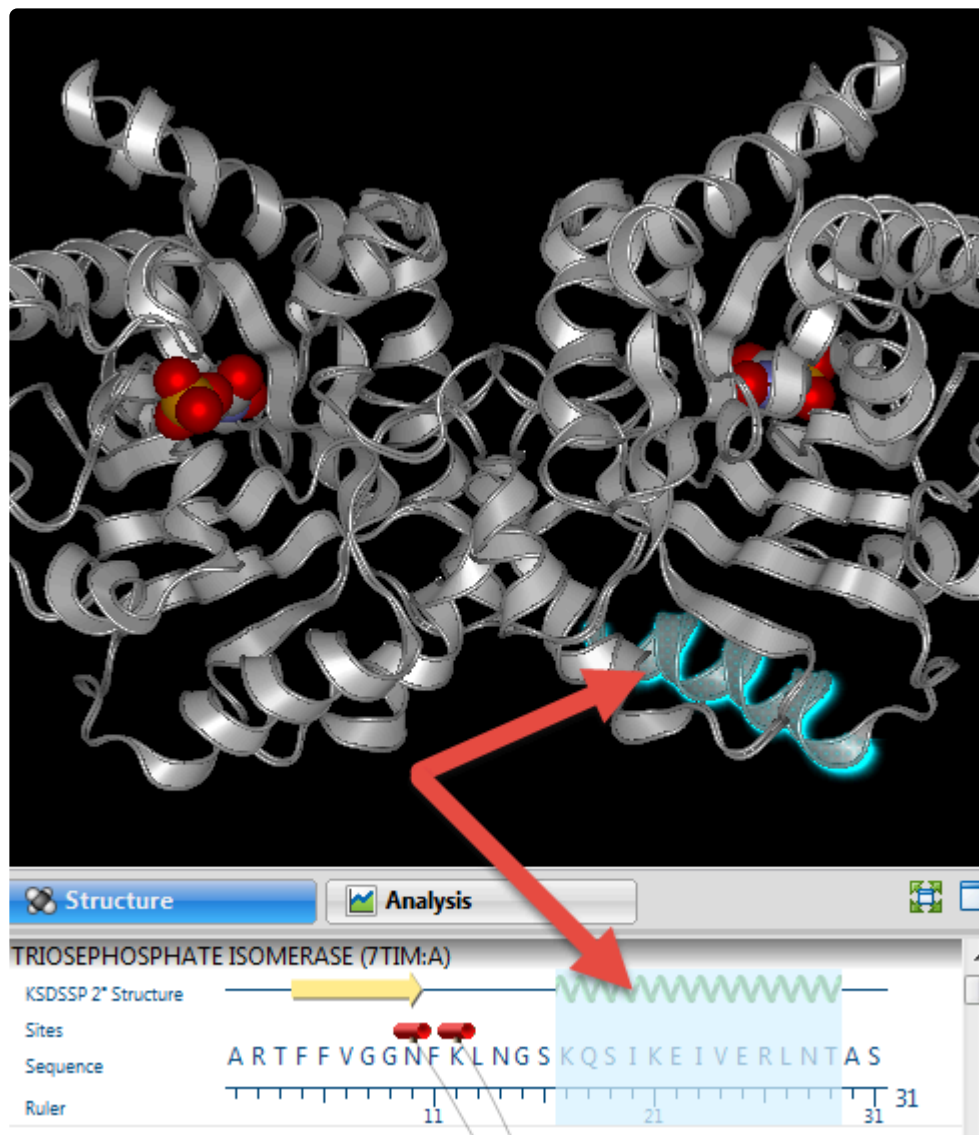 Structure
Analysis
TRIOSEPHOSPHATE ISOMERASE (7TIM:A)
KSDSSP 2° Structure
Sites
Sequence
A R T F F V G G N F K L N G S K Q S I K E I V E R L N T A S
Ruler
11 21 31 31